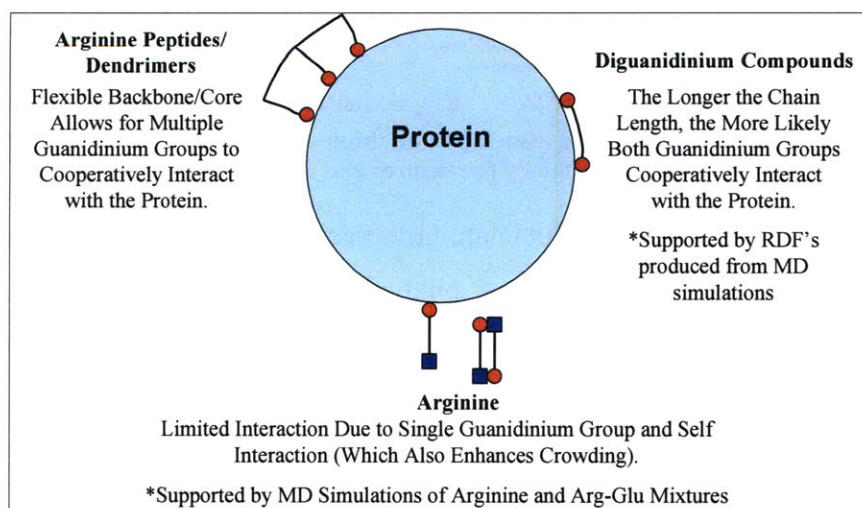 Arginine Peptides/
Dendrimers
Flexible Backbone/Core
Allows for Multiple
Guanidinium Groups to
Cooperatively Interact
with the Protein.
Protein
Diguanidinium Compounds
The Longer the Chain
Length, the More Likely
Both Guanidinium Groups
Cooperatively Interact
with the Protein.
*Supported by RDF's
produced from MD
simulations
Arginine
Limited Interaction Due to Single Guanidinium Group and Self
Interaction (Which Also Enhances Crowding).
*Supported by MD Simulations of Arginine and Arg-Glu Mixtures